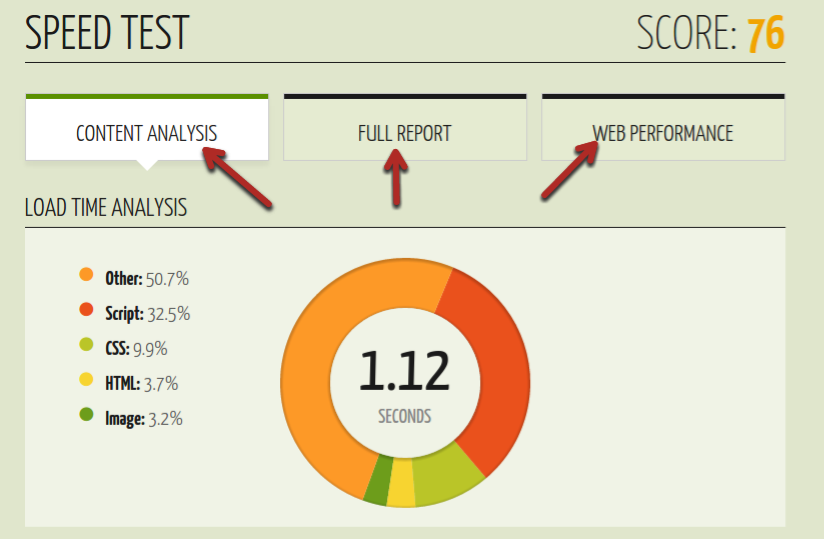 SPEED TEST
SCORE: 76
CONTENT ANALYSIS
FULL REPORT
WEB PERFORMANCE
LOAD TIME ANALYSIS
Other: 50.7%
Script: 32.5%
CSS: 9.9%
HTML: 3.7%
Image: 3.2%
1.12
SECONDS